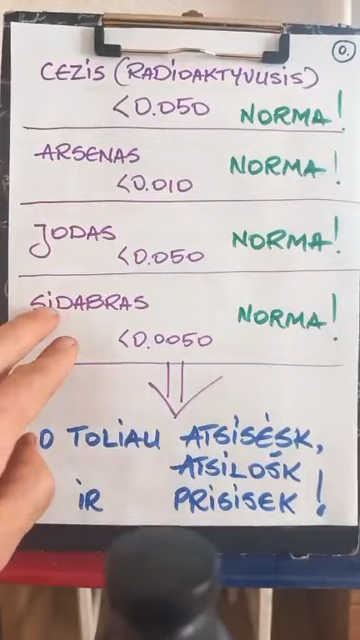 0.
CEZIS (RADIOAKTYVUSIS)
<0.050 NORMA!
ARSENAS NORMA!
<0.010
JODAS NORMA!
<0.050
SIDABRAS NORMA!
<0.0050
O TOLIAU ATSISĖSK,
ATSILOŠK
IR PRISISEK!